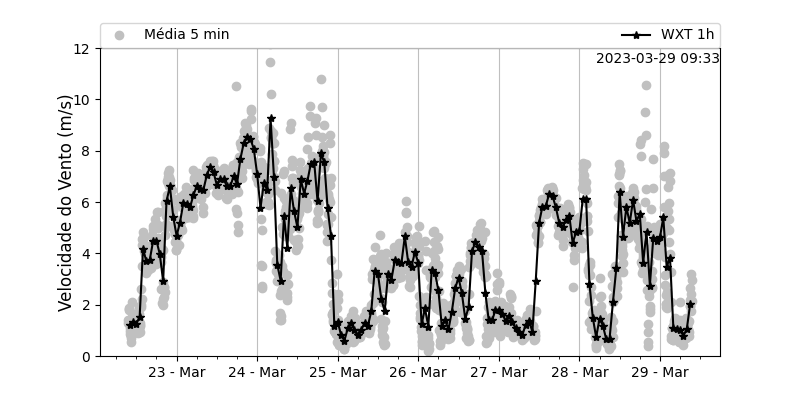 Média 5 min
WXT 1h
2023-03-29 09:33
Velocidade do Vento (m/s)
12
10
8
6
4
2
0
23 - Mar
24 - Mar
25 - Mar
26 - Mar
27 - Mar
28 - Mar
29 - Mar